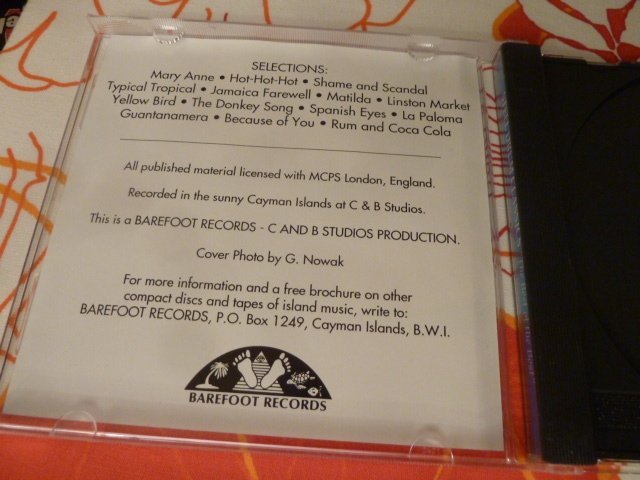 SELECTIONS:
Mary Anne • Hot-Hot-Hot • Shame and Scandal
Typical Tropical • Jamaica Farewell • Matilda • Linston Market
Yellow Bird • The Donkey Song • Spanish Eyes • La Paloma
Guantanamera • Because of You • Rum and Coca Cola
All published material licensed with MCPS London, England.
Recorded in the sunny Cayman Islands at C & B Studios.
This is a BAREFOOT RECORDS - C AND B STUDIOS PRODUCTION.
Cover Photo by G. Nowak
For more information and a free brochure on other
compact discs and tapes of island music, write to:
BAREFOOT RECORDS, P.O. Box 1249, Cayman Islands, B.W.I.
BAREFOOT RECORDS